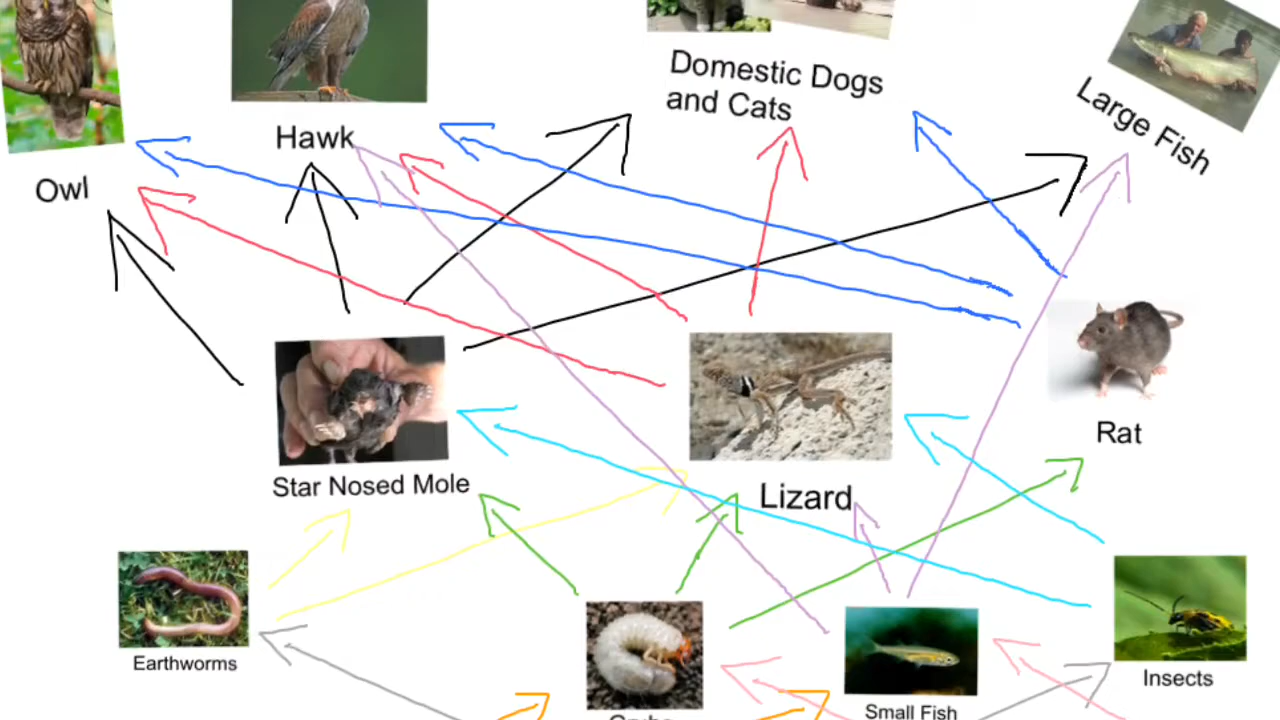 Domestic Dogs
and Cats
Large Fish
Hawk
Owl
Rat
Star Nosed Mole
Lizard
Earthworms
Insects
Small Fish